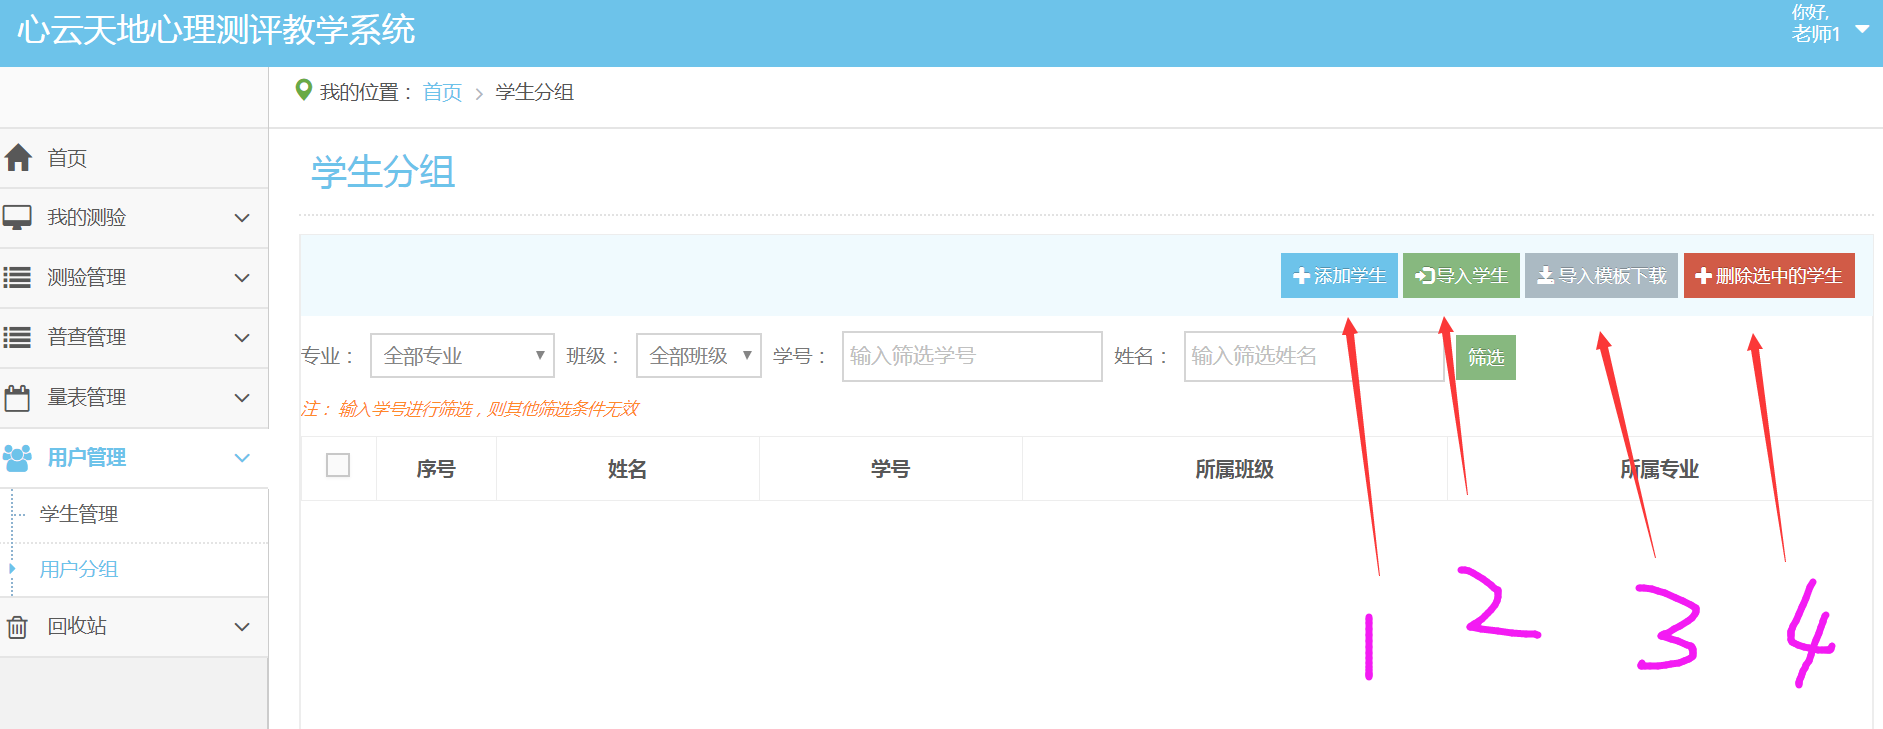 心云天地心理测评教学系统
你好,
老师1
我的位置： 首页 > 学生分组
首页
我的测验
测验管理
普查管理
量表管理
用户管理
学生管理
用户分组
回收站
学生分组
添加学生 导入学生 导入模板下载 删除选中的学生
专业： 全部专业 班级： 全部班级 学号： 输入筛选学号 姓名： 输入筛选姓名 筛选
注： 输入学号进行筛选，则其他筛选条件无效
序号 姓名 学号 所属班级 所属专业
1 2 3 4